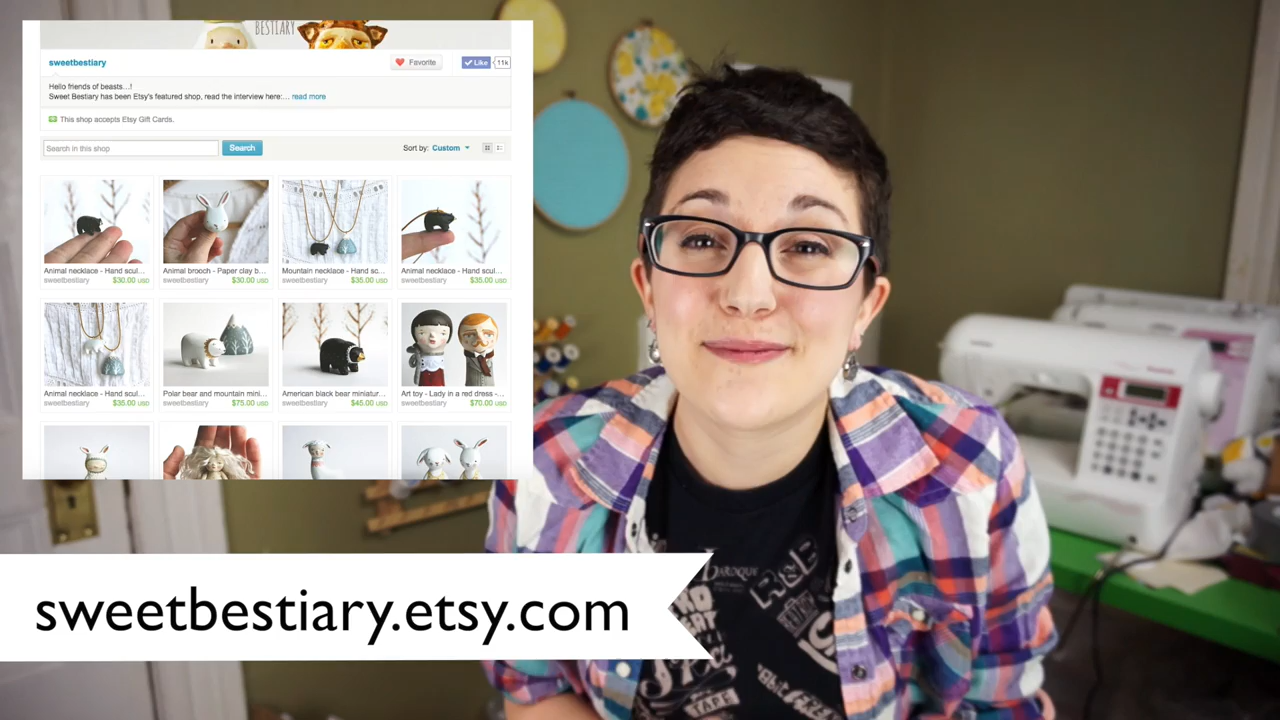 BESTIARY
sweetbestiary
Favorite
Like
11k
Hello friends of beasts...!
Sweet Bestiary has been Etsy's featured shop, read the interview here:... read more
This shop accepts Etsy Gift Cards.
Search in this shop
Search
Sort by: Custom
Animal necklace - Hand scul...
sweetbestiary $30.00 USD
Animal brooch - Paper clay b...
sweetbestiary $30.00 USD
Mountain necklace - Hand sc...
sweetbestiary $35.00 USD
Animal necklace - Hand scul...
sweetbestiary $35.00 USD
Animal necklace - Hand scul...
sweetbestiary $35.00 USD
Polar bear and mountain mini...
sweetbestiary $75.00 USD
American black bear miniatur...
sweetbestiary $45.00 USD
Art toy - Lady in a red dress -...
sweetbestiary $70.00 USD
sweetbestiary.etsy.com
BAROQUE
R&B
TAPE
8bit